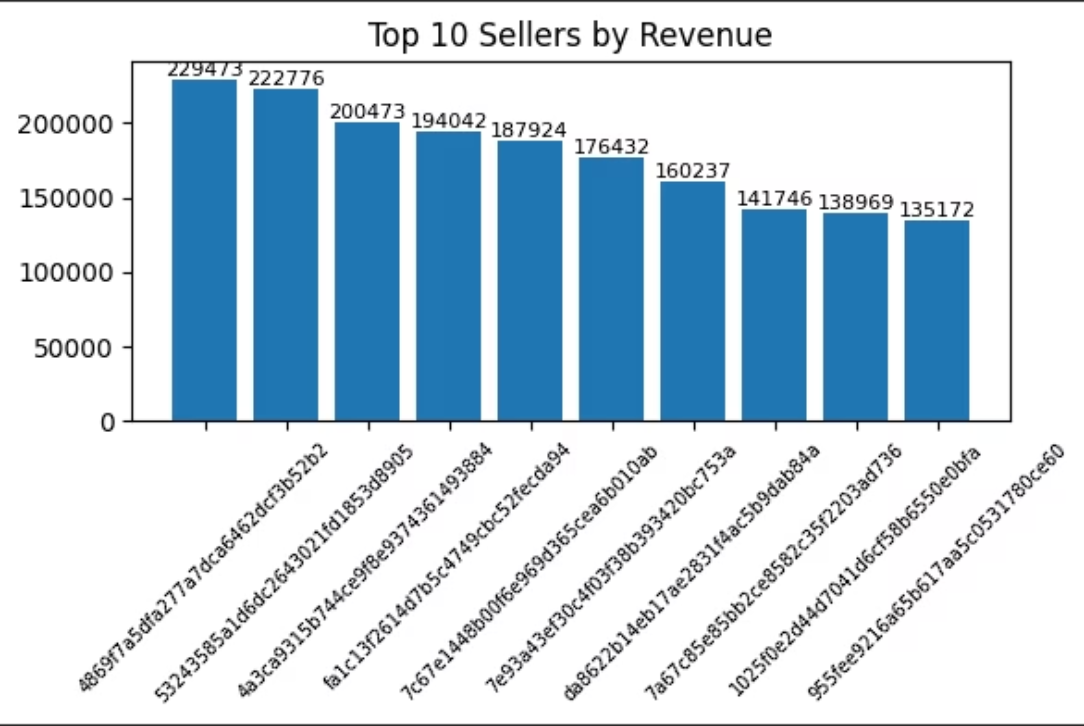 Top 10 Sellers by Revenue
229473
222776
200473
194042
187924
176432
160237
141746
138969
135172
200000
150000
100000
50000
0
4869f7a5dfa277a7dca6462dcf3b52b2
53243585a1d6dc2643021fd1853d8905
4a3ca9315b744ce9f8e9374361493884
fa1c13f2614d7b5c4749cbc52fecda94
7c67e1448b00f6e969d365cea6b010ab
7e93a43ef30c4f03f38b393420bc753a
da8622b14eb17ae2831f4ac5b9dab84a
7a67c85e85bb2ce8582c35f2203ad736
1025f0e2d44d7041d6cf58b6550e0bfa
955fee9216a65b617aa5c0531780ce60